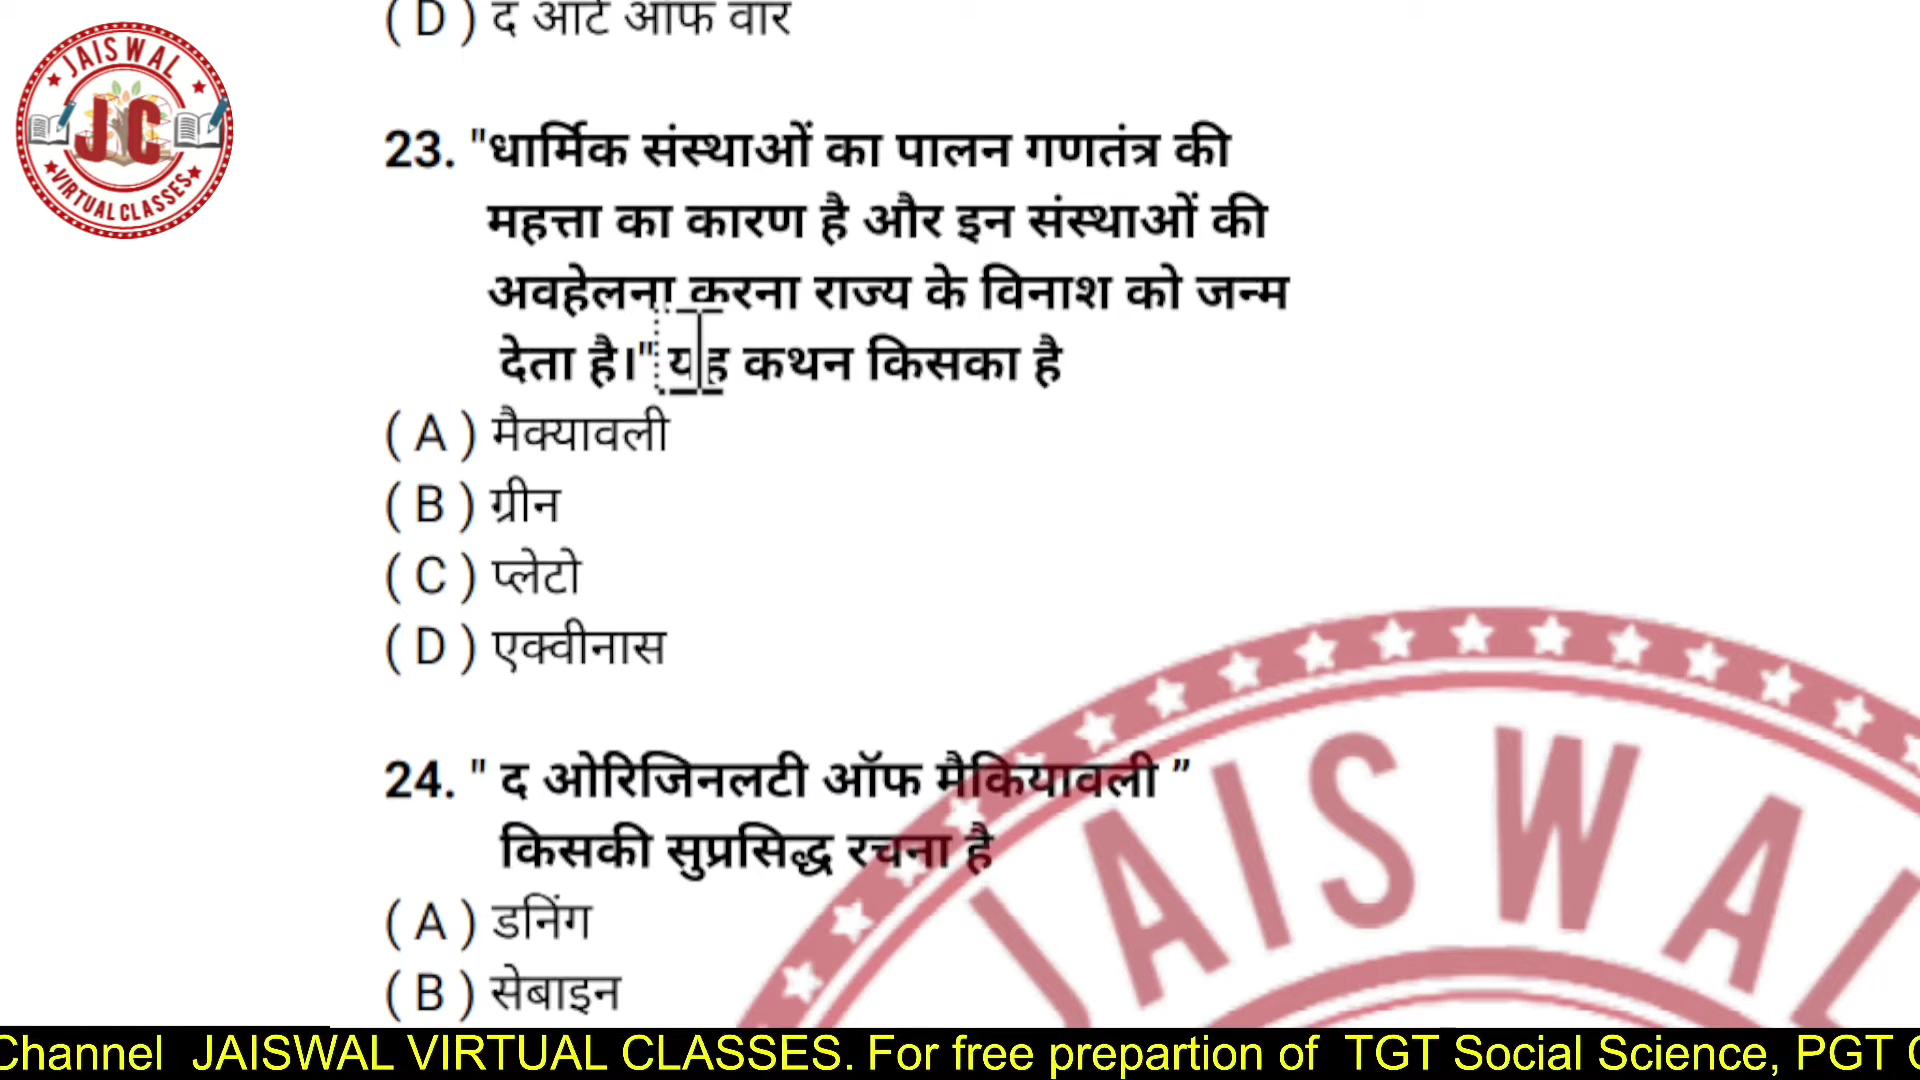 ( D ) द आर्ट ऑफ वार
JAISWAL
JC
VIRTUAL CLASSES
23. "धार्मिक संस्थाओं का पालन गणतंत्र की
महत्ता का कारण है और इन संस्थाओं की
अवहेलना करना राज्य के विनाश को जन्म
देता है।" यह कथन किसका है
( A ) मैक्यावली
( B ) ग्रीन
( C ) प्लेटो
( D ) एक्वीनास
24. " द ओरिजिनलटी ऑफ मैकियावली ”
किसकी सुप्रसिद्ध रचना है
( A ) डनिंग
( B ) सेबाइन
JAISWAL
Channel JAISWAL VIRTUAL CLASSES. For free prepartion of TGT Social Science, PGT